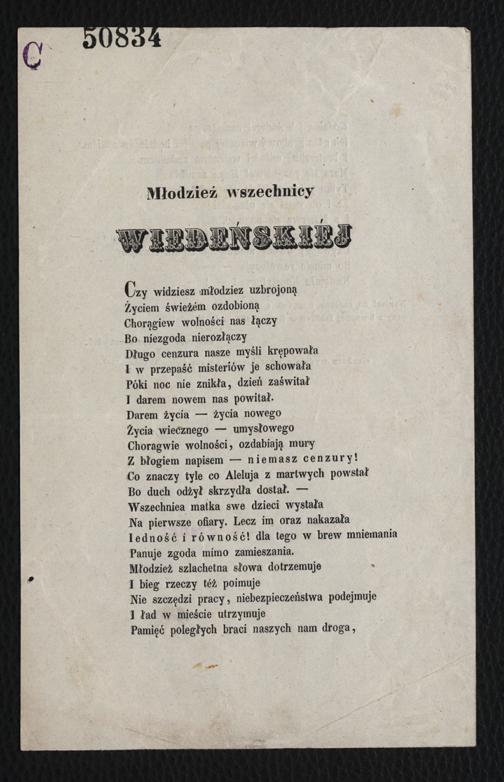 50834
C
Młodzież wszechnicy
WIEDEŃSKIÉJ
Czy widziesz młodziez uzbrojoną
Życiem świeżém ozdobioną
Chorągiew wolności nas łączy
Bo niezgoda nierozłączy
Długo cenzura nasze myśli krępowała
I w przepaść misteriów je schowała
Póki noc nie znikła, dzień zaświtał
I darem nowem nas powitał.
Darem życia — życia nowego
Życia wiecznego — umysłowego
Chorągwie wolności, ozdabiają mury
Z błogiem napisem — niemasz cenzury!
Co znaczy tyle co Aleluja z martwych powstał
Bo duch odżył skrzydła dostał. —
Wszechnica matka swe dzieci wystała
Na pierwsze ofiary. Lecz im oraz nakazała
Iedność i równość! dla tego w brew mniemania
Panuje zgoda mimo zamieszania.
Młodzież szlachetna słowa dotrzemuje
I bieg rzeczy téż poimuje
Nie szczędzi pracy, niebezpieczeństwa podejmuje
I ład w mieście utrzymuje
Pamięć poległych braci naszych nam droga,